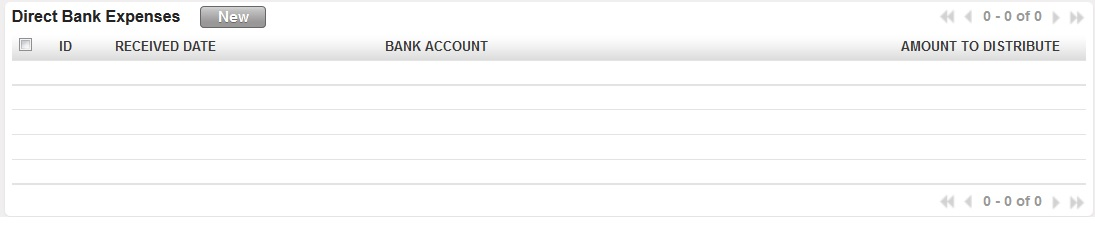 Direct Bank Expenses New 0 - 0 of 0
ID RECEIVED DATE BANK ACCOUNT AMOUNT TO DISTRIBUTE
0 - 0 of 0